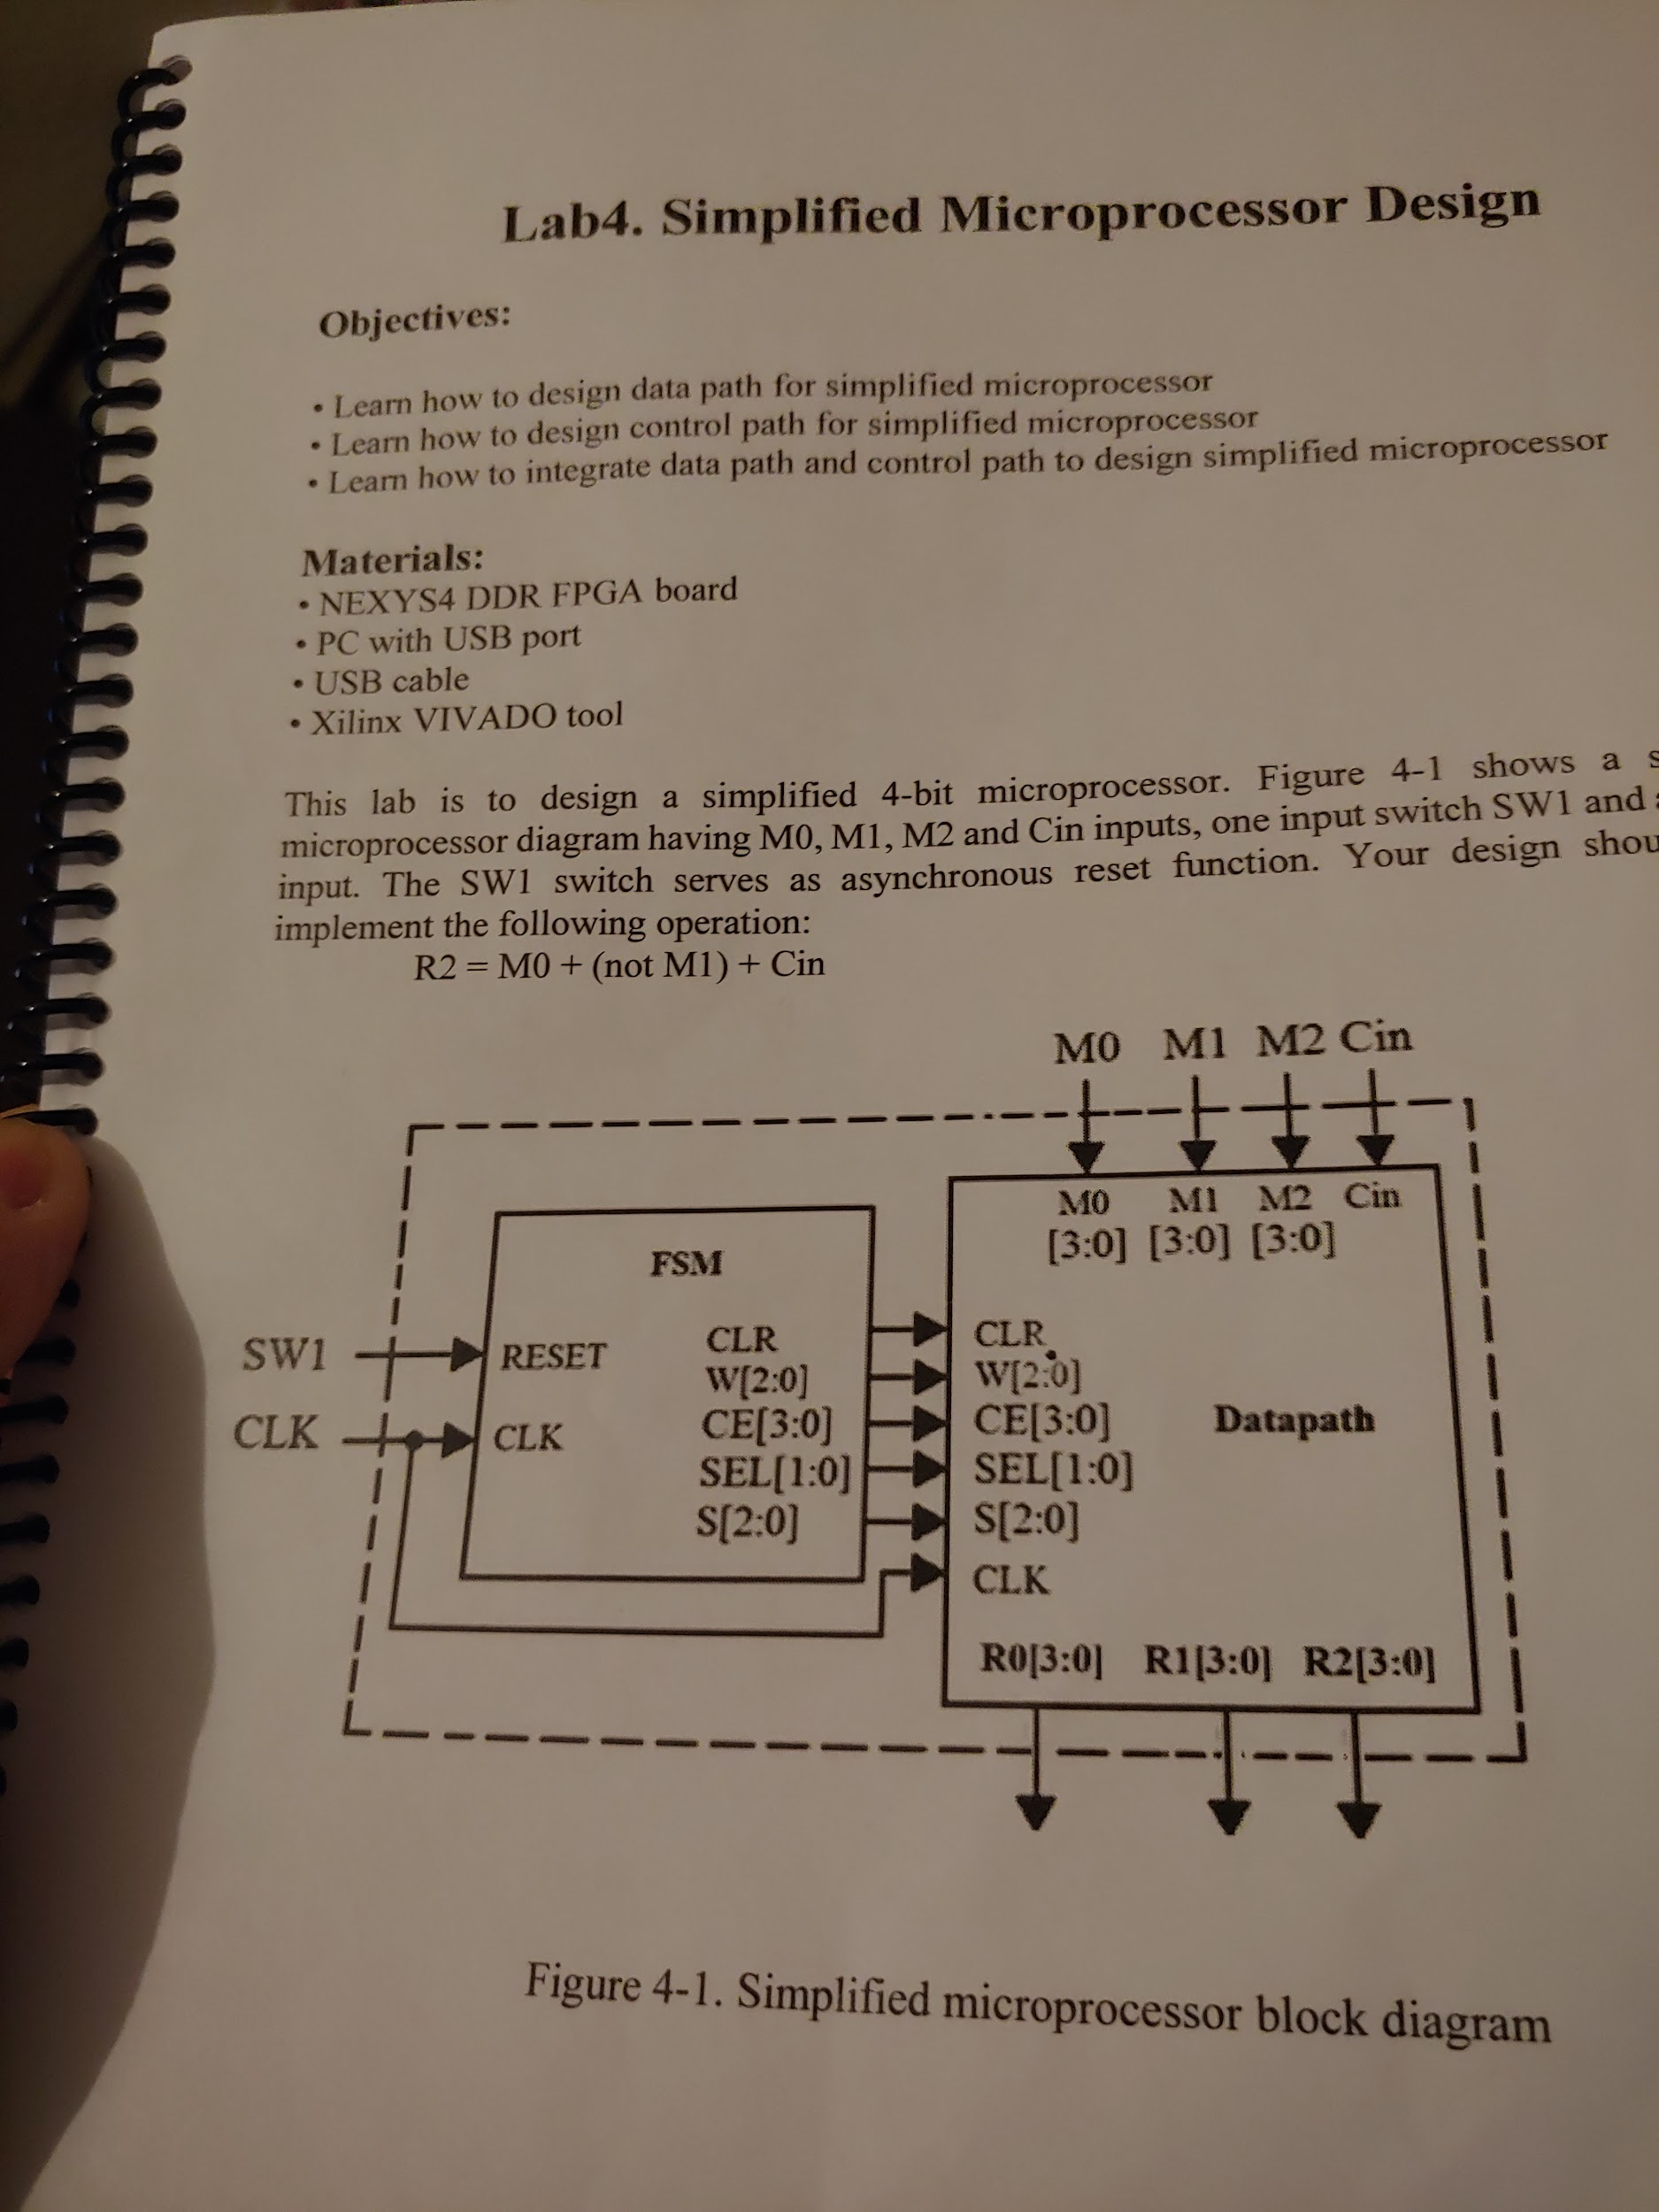 Lab4. Simplified Microprocessor Design
Objectives:
• Learn how to design data path for simplified microprocessor
• Learn how to design control path for simplified microprocessor
• Learn how to integrate data path and control path to design simplified microprocessor
Materials:
• NEXYS4 DDR FPGA board
• PC with USB port
• USB cable
• Xilinx VIVADO tool
This lab is to design a simplified 4-bit microprocessor. Figure 4-1 shows a
microprocessor diagram having M0, M1, M2 and Cin inputs, one input switch SW1 and
input. The SW1 switch serves as asynchronous reset function. Your design
implement the following operation:
R2 = M0 + (not M1) + Cin
M0 M1 M2 Cin
M0 M1 M2 Cin
[3:0] [3:0] [3:0]
FSM
SW1 RESET CLR CLR
W[2:0] W[2:0]
CE[3:0] CE[3:0] Datapath
CLK CLK SEL[1:0] SEL[1:0]
S[2:0] S[2:0]
CLK
R0[3:0] R1[3:0] R2[3:0]
Figure 4-1. Simplified microprocessor block diagram